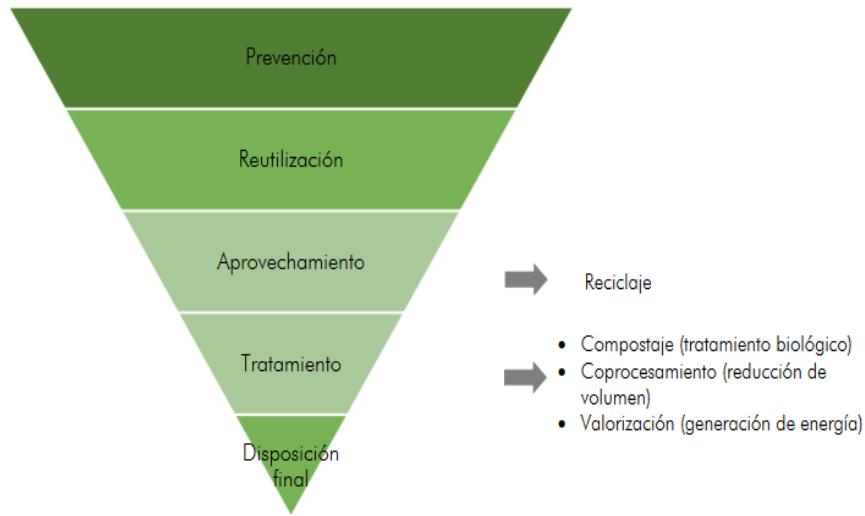 Prevención
Reutilización
Aprovechamiento
Reciclaje
Tratamiento
• Compostaje (tratamiento biológico)
• Coprocesamiento (reducción de
volumen)
• Valorización (generación de energía)
Disposición
final